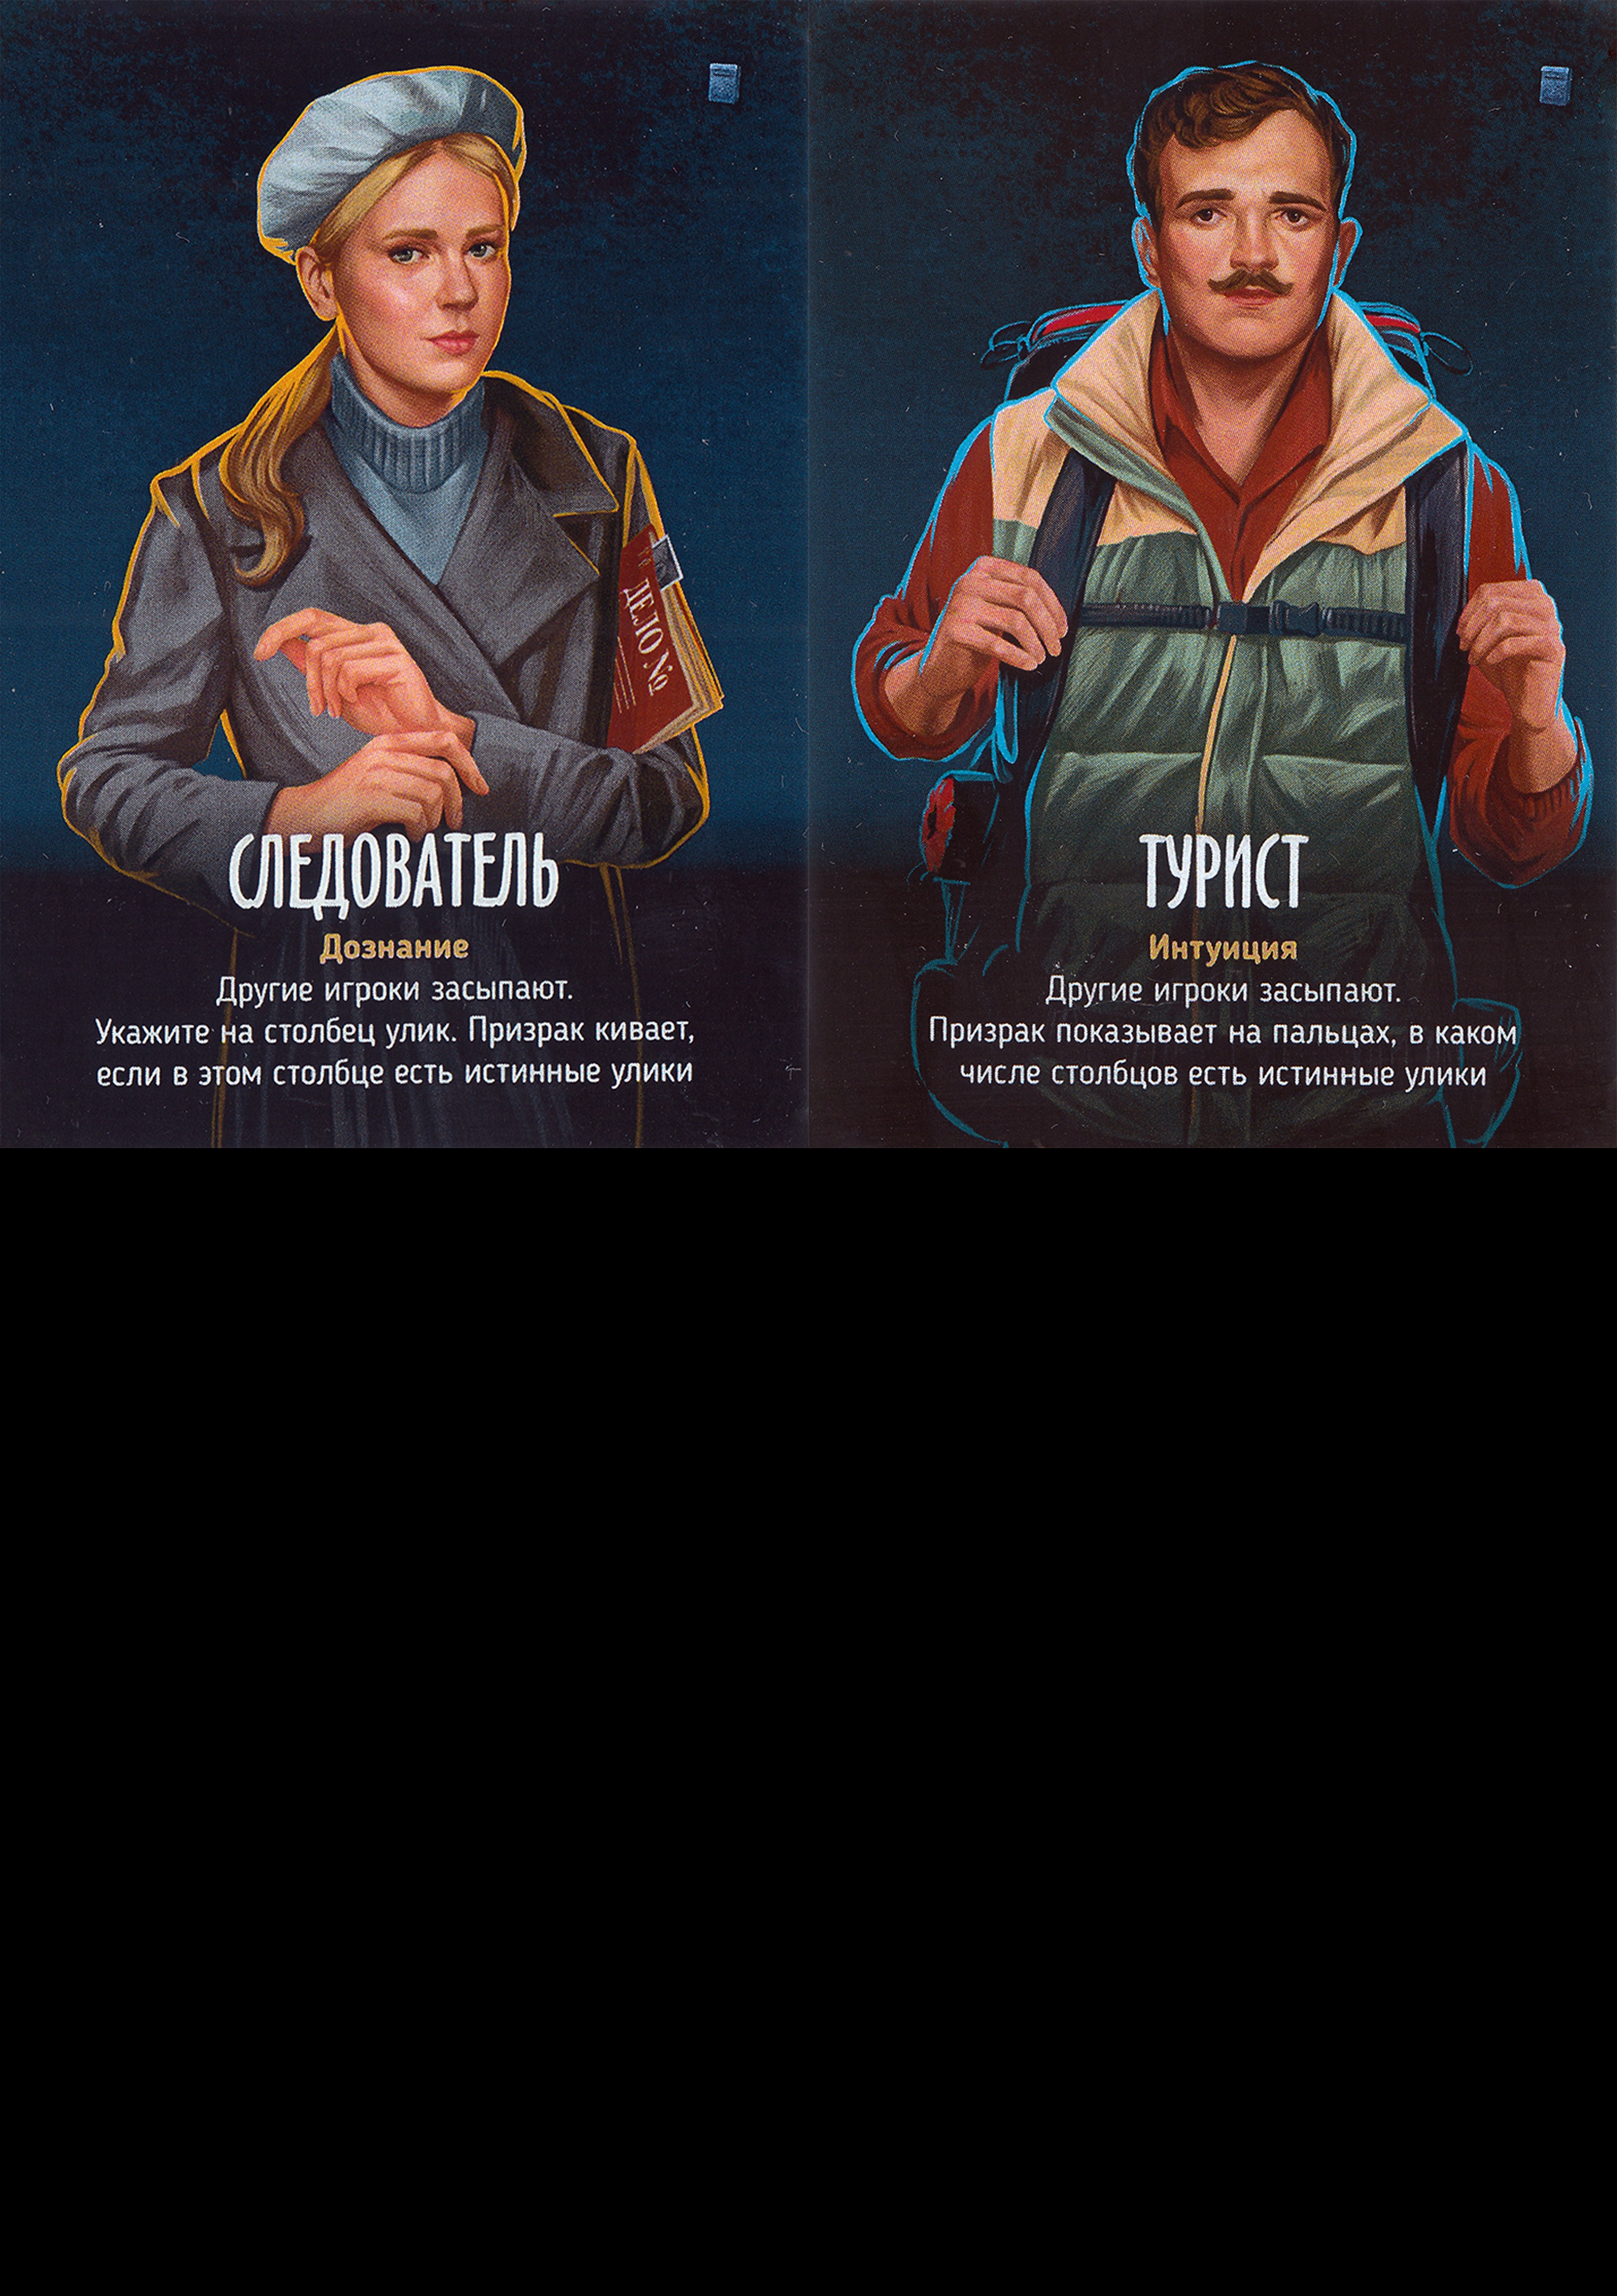 ДЕЛО №
СЛЕДОВАТЕЛЬ
Дознание
Другие игроки засыпают.
Укажите на столбец улик. Призрак кивает,
если в этом столбце есть истинные улики
ТУРИСТ
Интуиция
Другие игроки засыпают.
Призрак показывает на пальцах, в каком
числе столбцов есть истинные улики